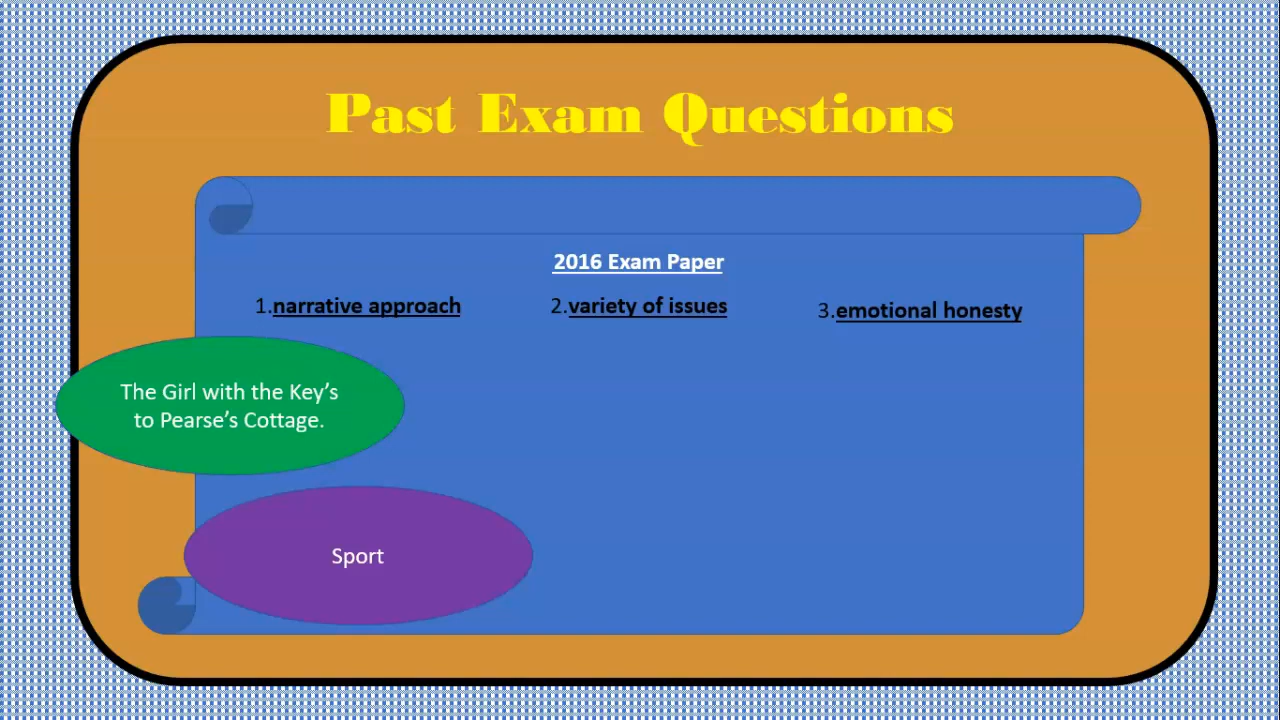 Past Exam Questions
2016 Exam Paper
1.narrative approach
2.variety of issues
3.emotional honesty
The Girl with the Key’s
to Pearse’s Cottage.
Sport